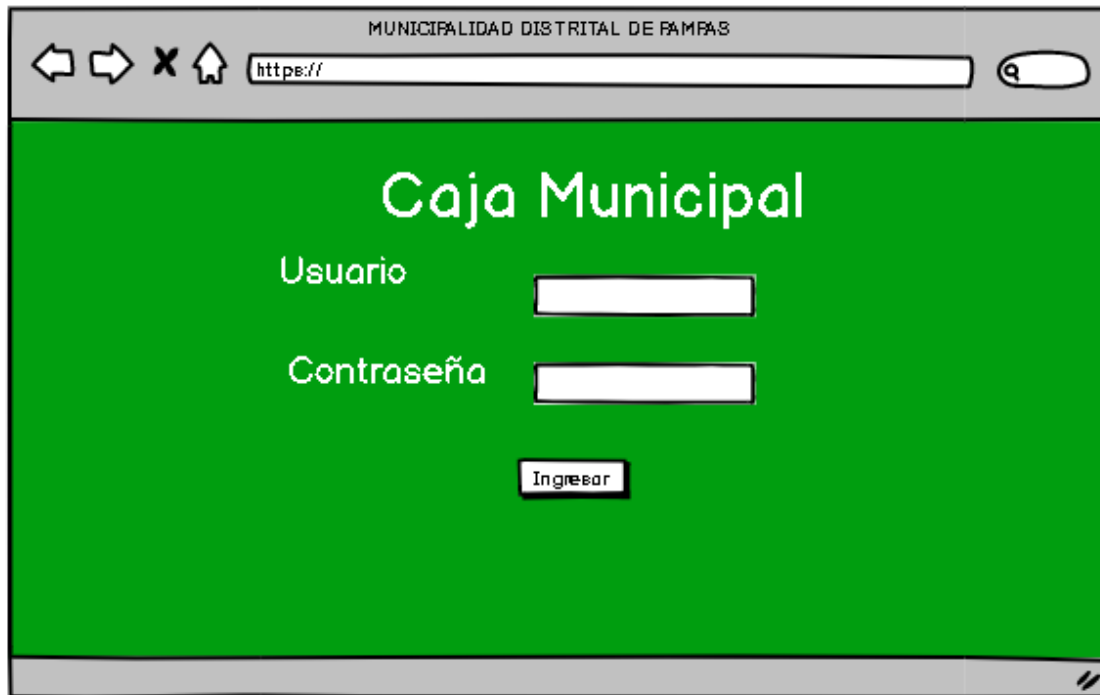 MUNICIPALIDAD DISTRITAL DE PAMPAS
https://
Caja Municipal
Usuario
Contraseña
Ingresar